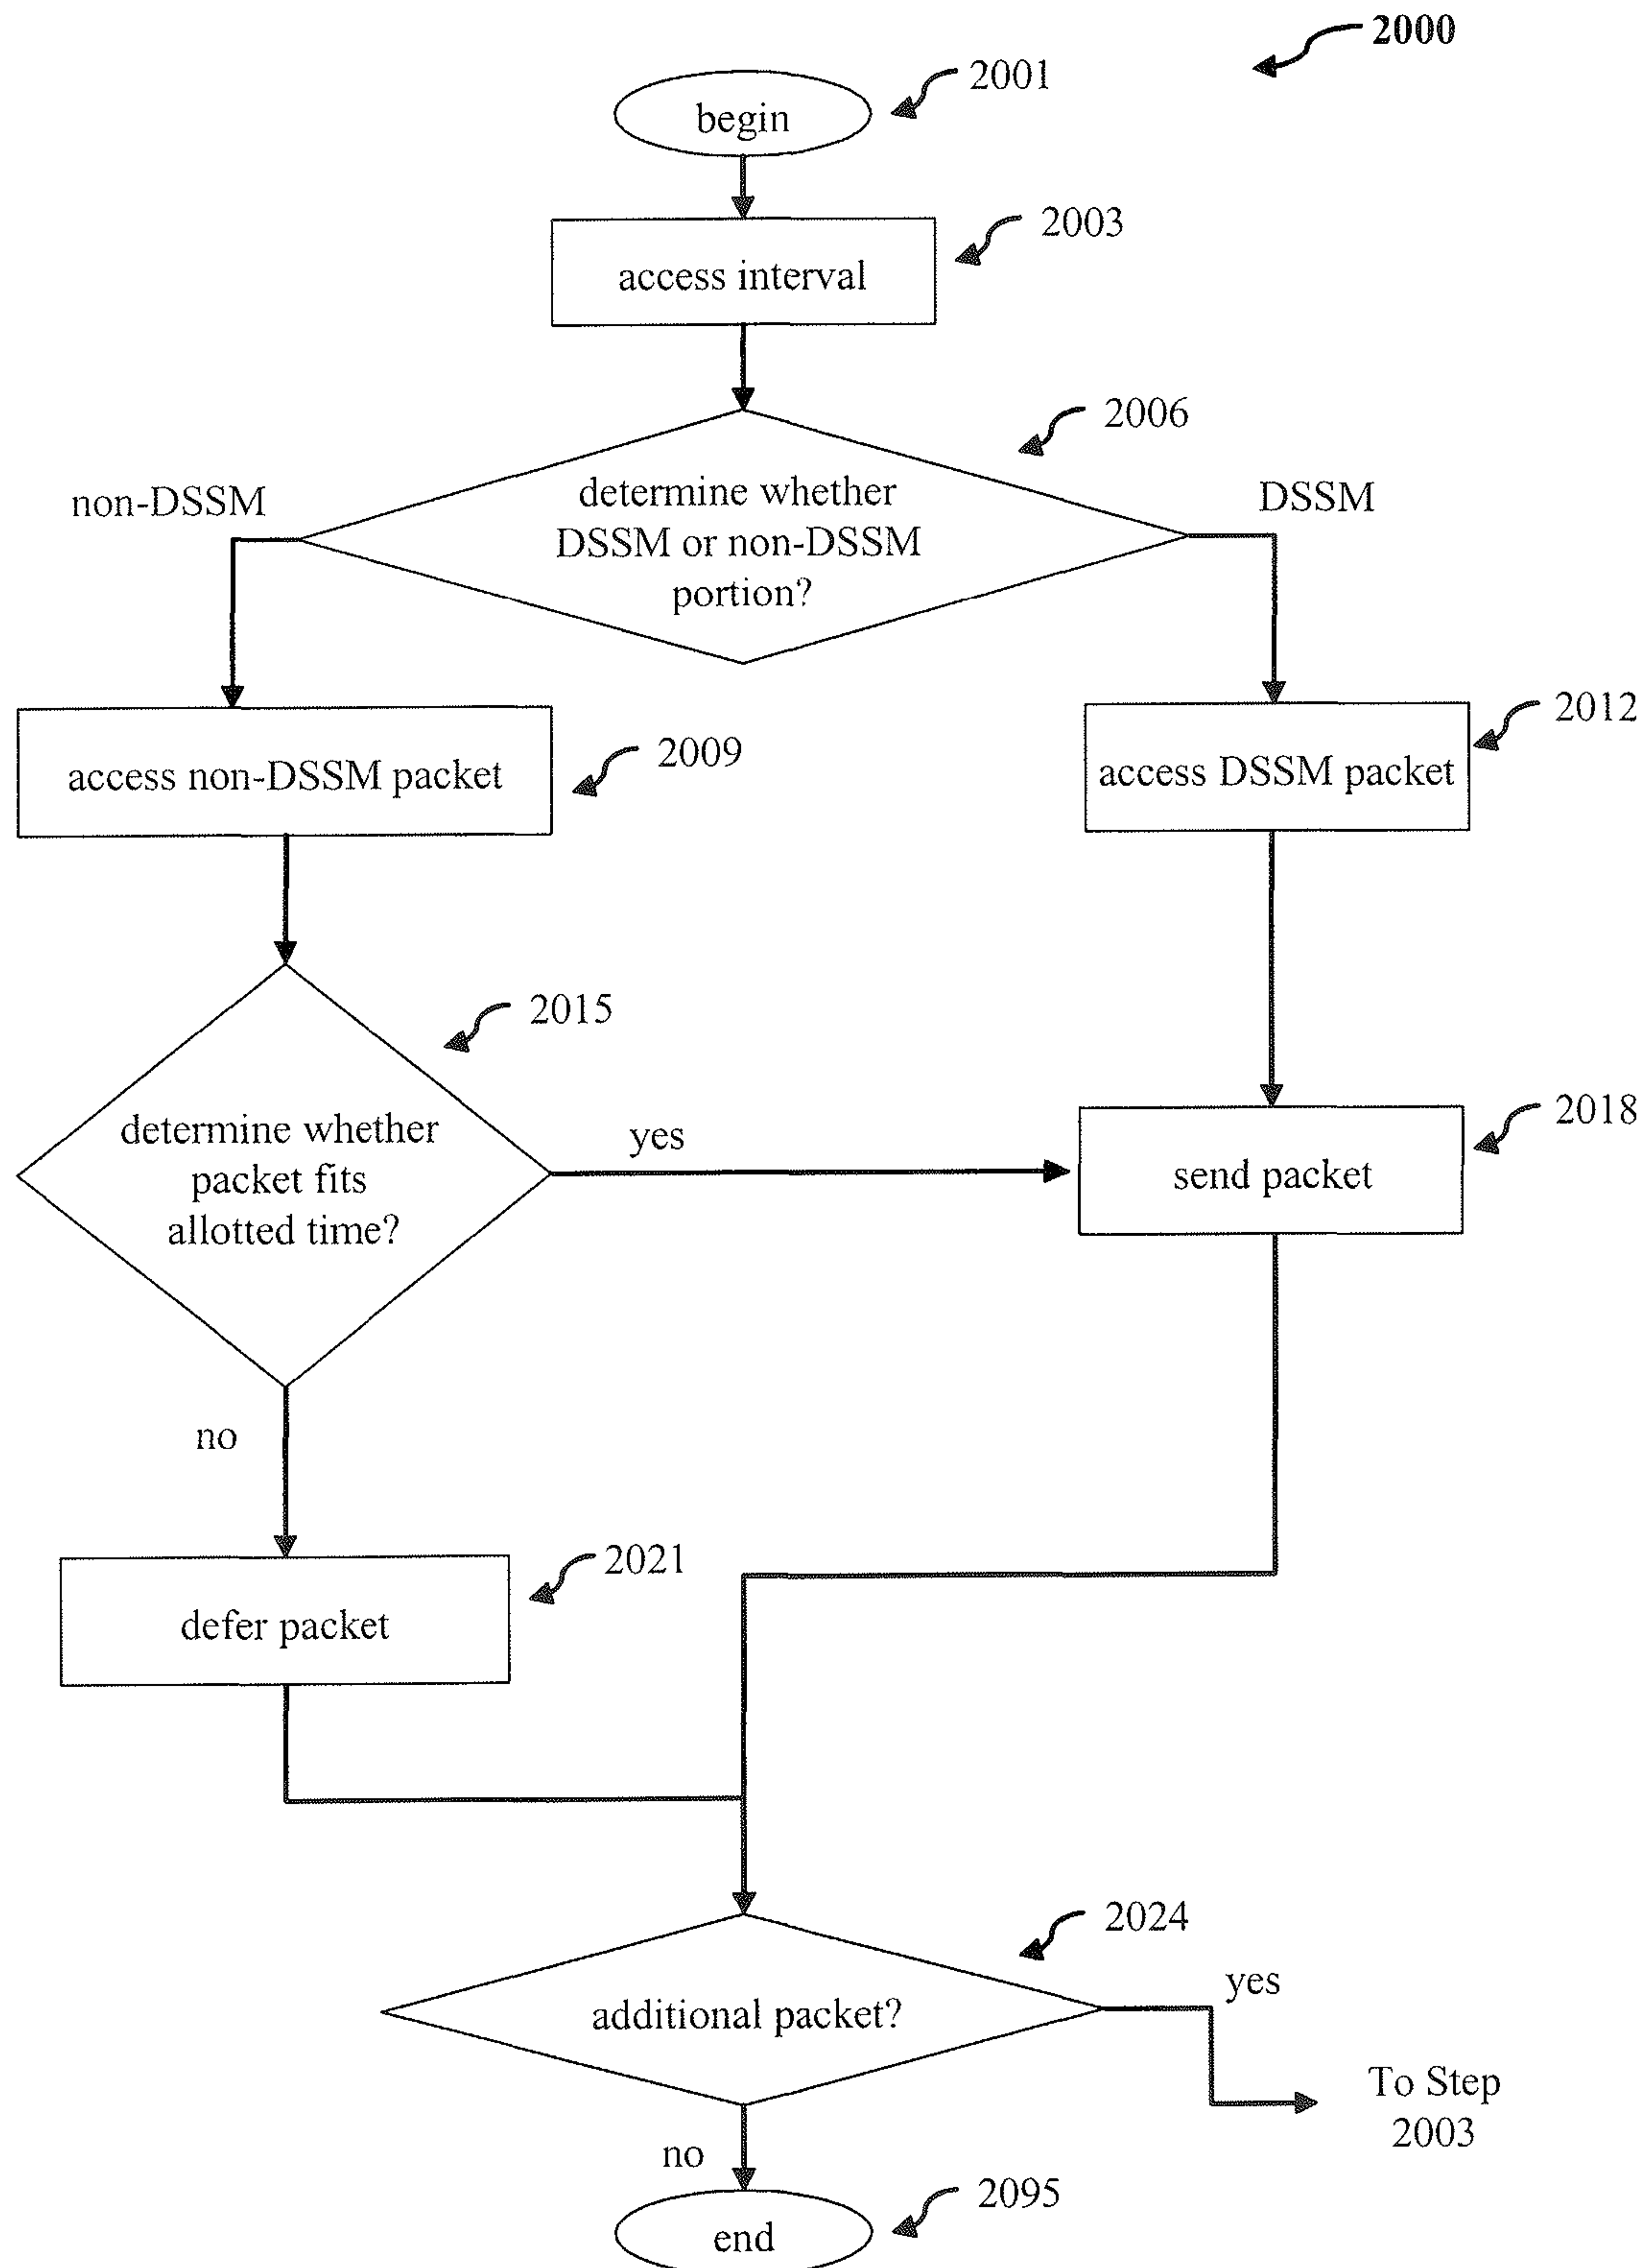 2000
2001
begin
2003
access interval
2006
non-DSSM
determine whether
DSSM or non-DSSM
portion?
DSSM
2009
access non-DSSM packet
2012
access DSSM packet
2015
determine whether
packet fits
allotted time?
yes
2018
send packet
no
2021
defer packet
2024
additional packet?
yes
To Step
2003
no
2095
end